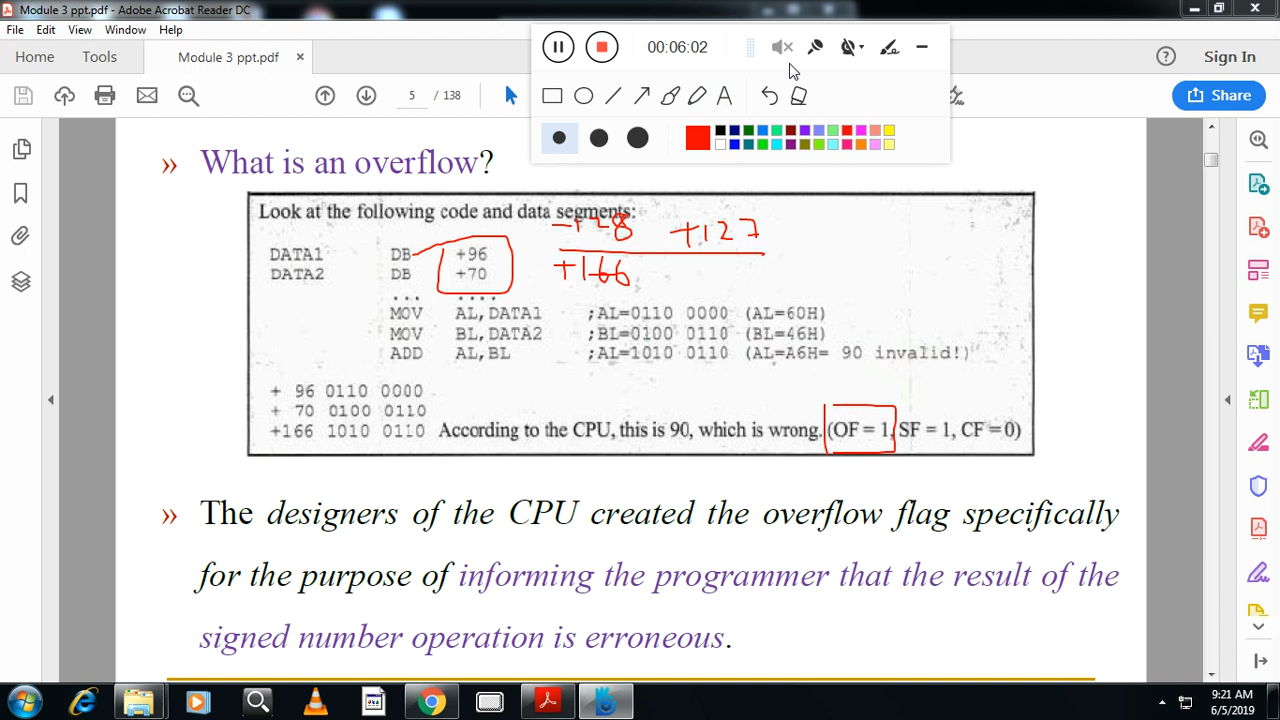 Module 3 ppt.pdf - Adobe Acrobat Reader DC
File Edit View Window Help
Home Tools Module 3 ppt.pdf × 00:06:02 Sign In
5 / 138 A Share
» What is an overflow?
Look at the following code and data segments:
-128 +127
DATA1 DB +96
+166
DATA2 DB +70
... ....
MOV AL,DATA1 ;AL=0110 0000 (AL=60H)
MOV BL,DATA2 ;BL=0100 0110 (BL=46H)
ADD AL,BL ;AL=1010 0110 (AL=A6H= 90 invalid!)
+ 96 0110 0000
+ 70 0100 0110
+166 1010 0110 According to the CPU, this is 90, which is wrong. (OF = 1, SF = 1, CF = 0)
» The designers of the CPU created the overflow flag specifically
for the purpose of informing the programmer that the result of the
signed number operation is erroneous.
9:21 AM
6/5/2019